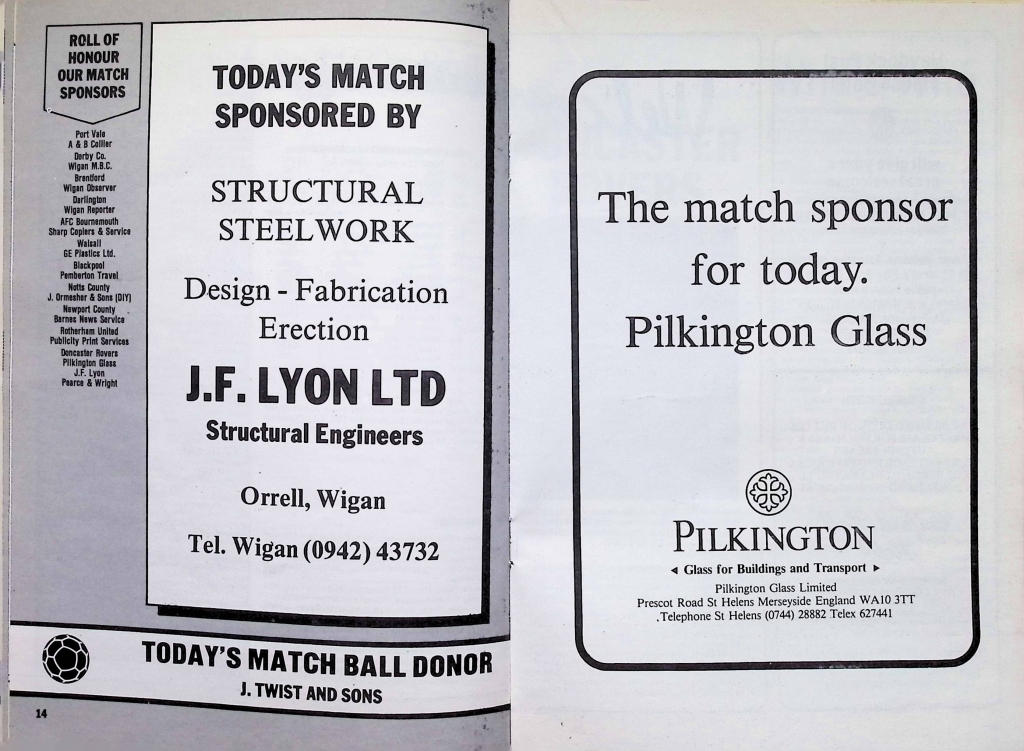 ROLL OF
HONOUR
OUR MATCH
SPONSORS
Port Vale
A & B Collier
Derby Co.
Wigan M.B.C.
Brentford
Wigan Observer
Darlington
Wigan Reporter
AFC Bournemouth
Sharp Copiers & Service
Walsall
GE Plastics Ltd.
Blackpool
Pemberton Travel
Notts County
J. Ormesher & Sons (DIY)
Newport County
Barnes News Service
Rotherham United
Publicity Print Services
Doncaster Rovers
Pilkington Glass
J.F. Lyon
Pearce & Wright
TODAY'S MATCH
SPONSORED BY
STRUCTURAL
STEELWORK
Design - Fabrication
Erection
J.F. LYON LTD
Structural Engineers
Orrell, Wigan
Tel. Wigan (0942) 43732
TODAY'S MATCH BALL DONOR
J. TWIST AND SONS
14
The match sponsor
for today.
Pilkington Glass
PILKINGTON
Glass for Buildings and Transport
Pilkington Glass Limited
Prescot Road St Helens Merseyside England WA10 3TT
Telephone St Helens (0744) 28882 Telex 627441